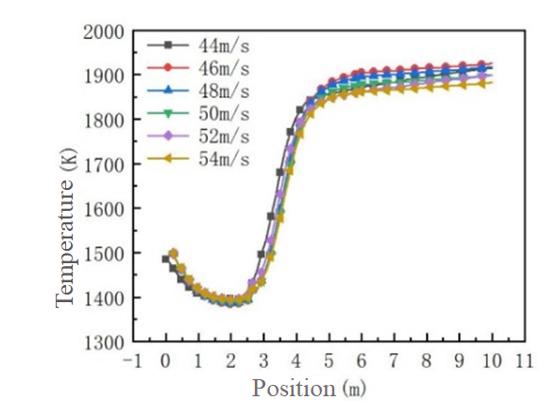 2000
1900
1800
1700
1600
1500
1400
1300
Temperature (K)
44m/s
46m/s
48m/s
50m/s
52m/s
54m/s
-1 0 1 2 3 4 5 6 7 8 9 10 11
Position (m)